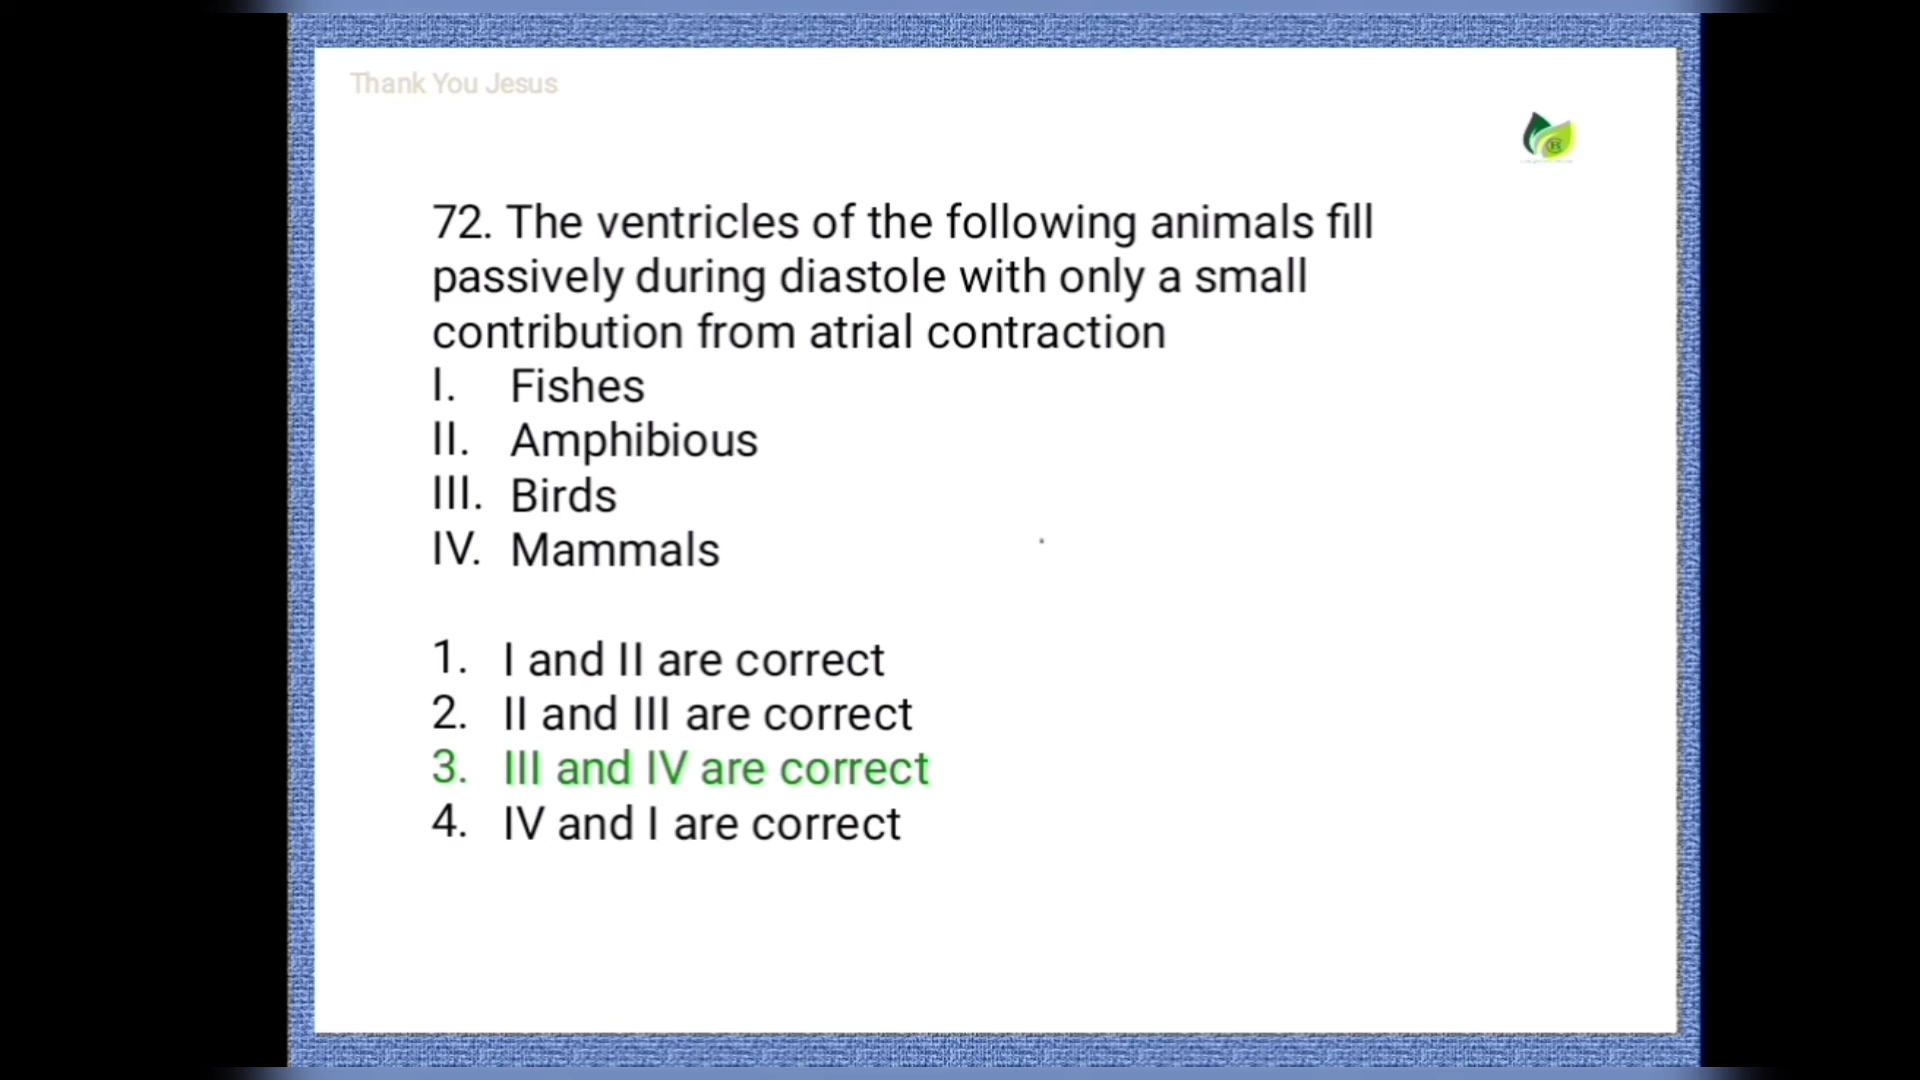 Thank You Jesus
72. The ventricles of the following animals fill
passively during diastole with only a small
contribution from atrial contraction
I. Fishes
II. Amphibious
III. Birds
IV. Mammals
1. I and II are correct
2. II and III are correct
3. III and IV are correct
4. IV and I are correct